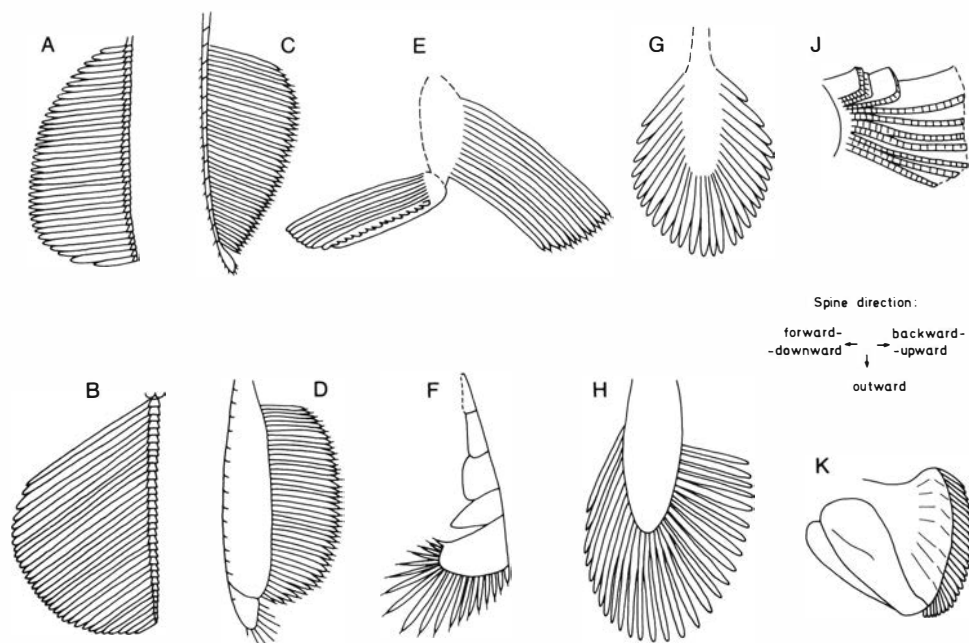 A
C
E
G
J
Spine direction:
forward-
-downward
backward-
-upward
outward
B
D
F
H
K